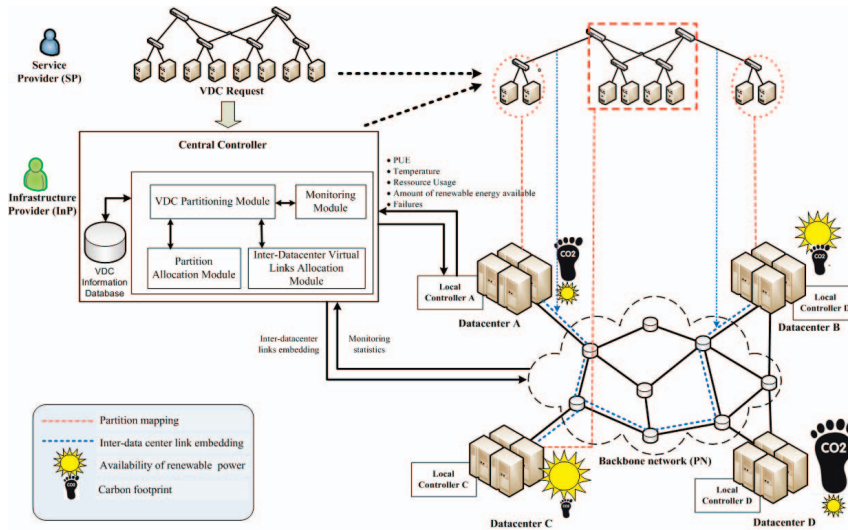 Service
Provider (SP)
VDC Request
Central Controller
Infrastructure
Provider (InP)
VDC Partitioning Module
Monitoring
Module
Partition
Allocation Module
Inter-Datacenter Virtual
Links Allocation
Module
VDC
Information
Database
• PUE
• Temperature
• Ressource Usage
• Amount of renewable energy available
• Failures
Local
Controller A
CO2
Datacenter A
CO2
Local
Controller D
Datacenter B
Inter-datacenter
links embedding
Monitoring
statistics
Partition mapping
Inter-data center link embedding
Availability of renewable power
CO2
Carbon footprint
Local
Controller C
CO2
Datacenter C
Backbone network (PN)
Local
Controller D
CO2
Datacenter D